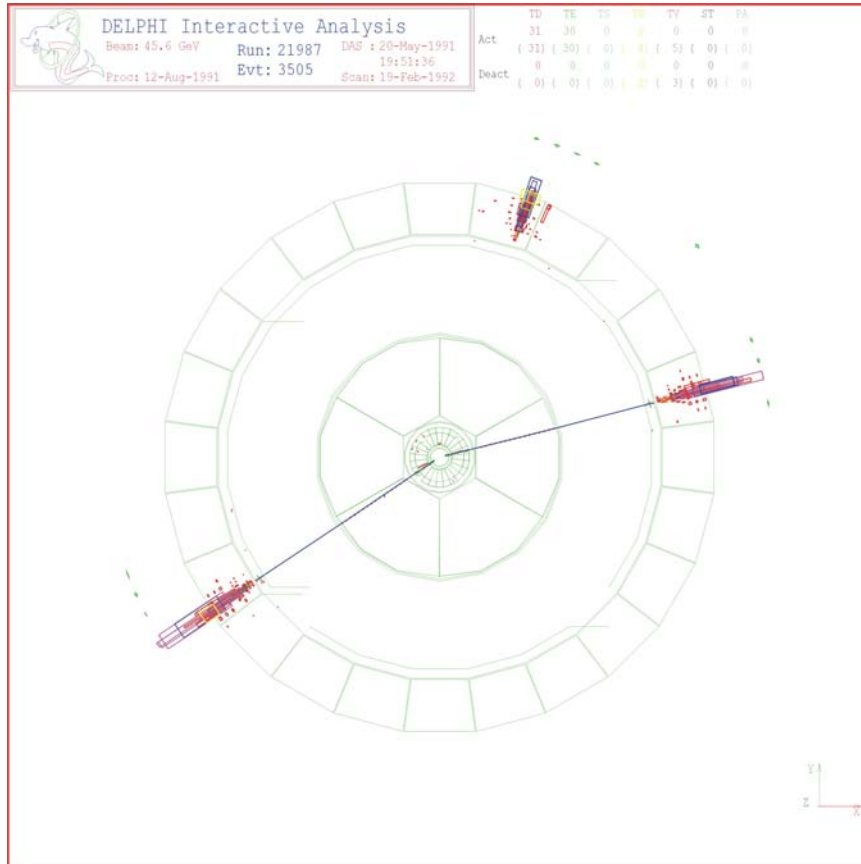 DELPHI Interactive Analysis
Beam: 45.6 GeV
Run: 21987
DAS : 20-May-1991
19:51:36
Proc: 12-Aug-1991
Evt: 3505
Scan: 19-Feb-1992
TD TE TS TK TV ST PA
Act
31 30 0 0 0 0
( 31) ( 30) ( 0) ( 4) ( 5) ( 0) ( 0)
Deact
0 0 0 0 0 0
( 0) ( 0) ( 0) ( 0) ( 3) ( 0) ( 0)
Y
Z
X